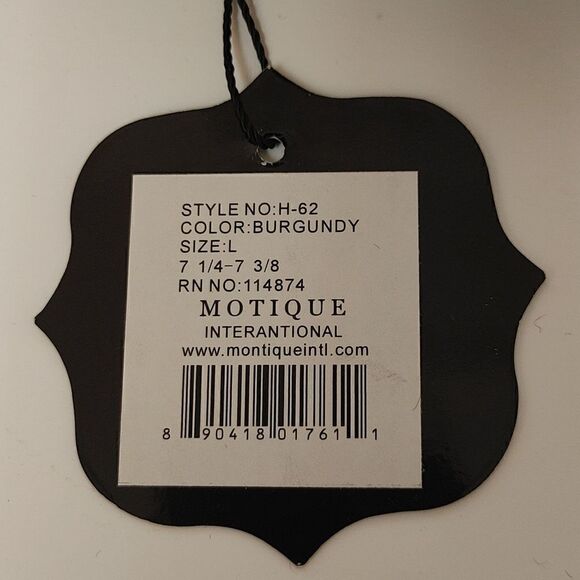 STYLE NO:H-62
COLOR:BURGUNDY
SIZE:L
7 1/4-7 3/8
RN NO:114874
MOTIQUE
INTERANTIONAL
www.montiqueintl.com
8 90418 01761 1